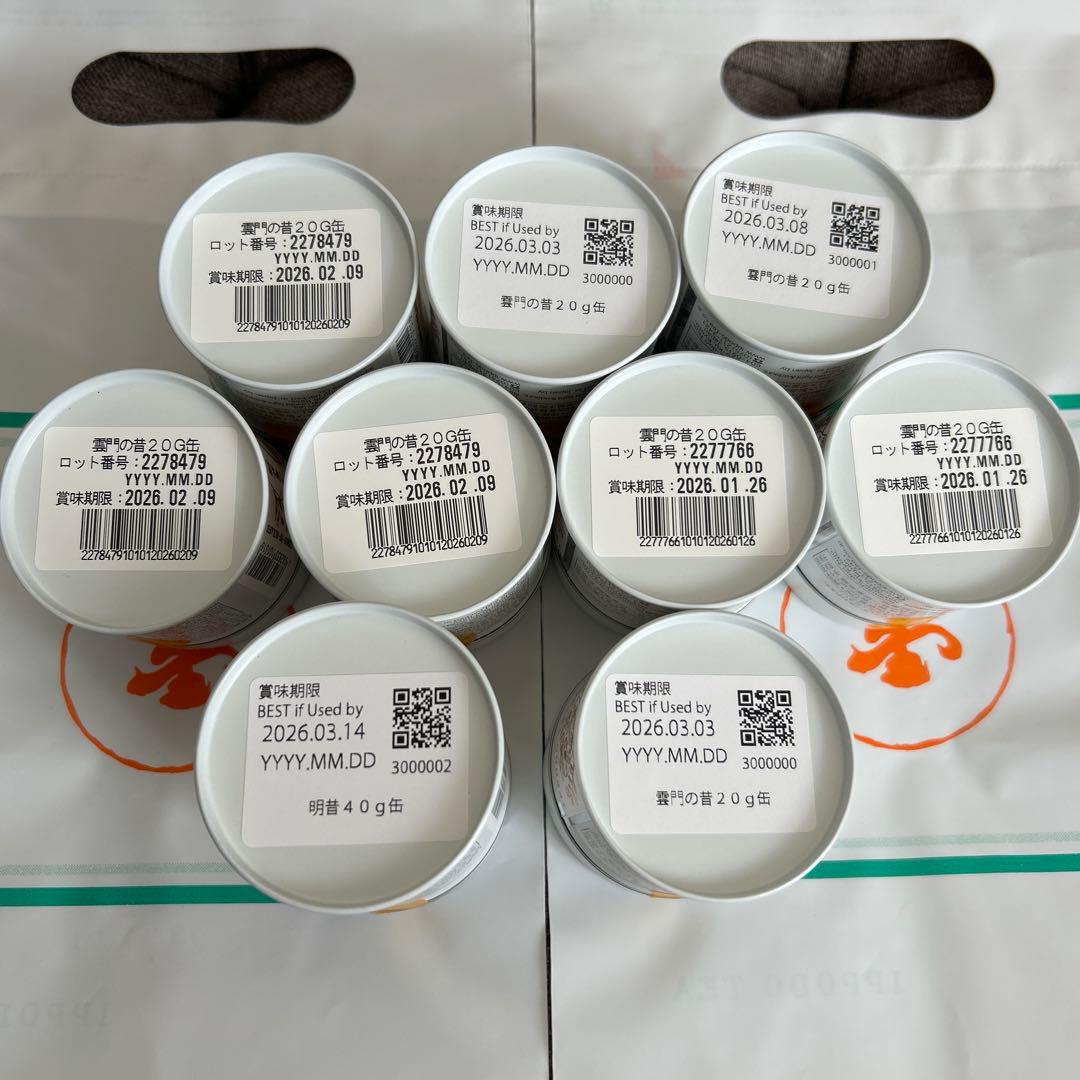 雲門の昔２０Ｇ缶
ロット番号：2278479
YYYY.MM.DD
賞味期限：2026. 02 .09
22784791010120260209
賞味期限
BEST if Used by
2026.03.03
YYYY.MM.DD
3000000
雲門の昔２０ｇ缶
賞味期限
BEST if Used by
2026.03.08
YYYY.MM.DD
3000001
雲門の昔２０ｇ缶
雲門の昔２０Ｇ缶
ロット番号：2278479
YYYY.MM.DD
賞味期限：2026. 02 .09
22784791010120260209
雲門の昔２０Ｇ缶
ロット番号：2278479
YYYY.MM.DD
賞味期限：2026. 02 .09
22784791010120260209
雲門の昔２０Ｇ缶
ロット番号：2277766
YYYY.MM.DD
賞味期限：2026. 01 .26
22777661010120260126
雲門の昔２０Ｇ缶
ロット番号：2277766
YYYY.MM.DD
賞味期限：2026. 01 .26
22777661010120260126
賞味期限
BEST if Used by
2026.03.14
YYYY.MM.DD
3000002
明昔４０ｇ缶
賞味期限
BEST if Used by
2026.03.03
YYYY.MM.DD
3000000
雲門の昔２０ｇ缶
IPPODO TEA